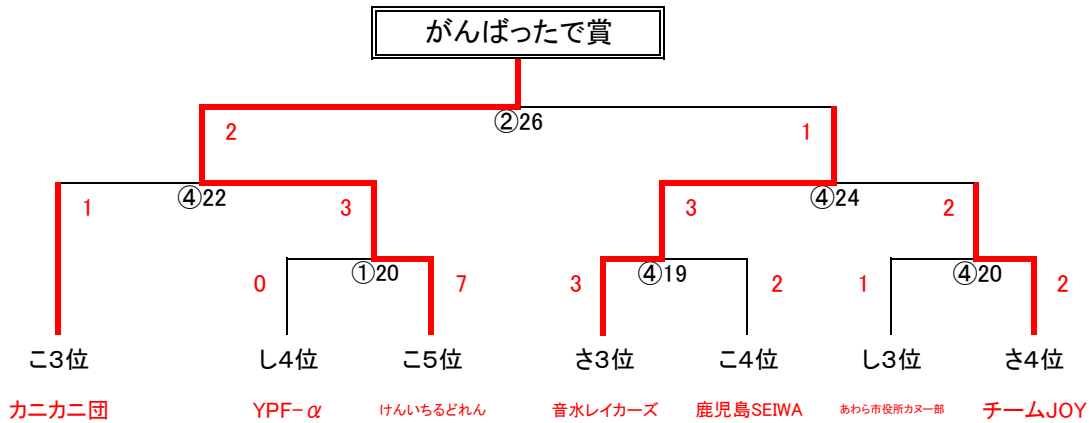 がんばったで賞
②26
2
1
④22
④24
1
3
3
2
①20
④19
④20
0
7
3
2
1
2
こ3位
し4位
こ5位
さ3位
こ4位
し3位
さ4位
カニカニ団
YPF-α
けんいちるどれん
音水レイカーズ
鹿児島SEIWA
あわら市役所カヌー部
チームJOY